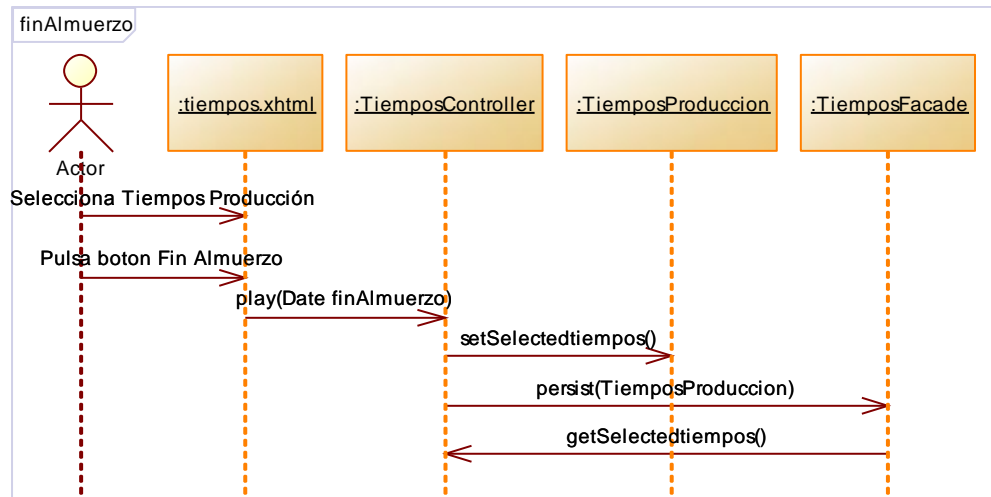 finAlmuerzo
:tiempos.xhtml
:TiemposController
:TiemposProduccion
:TiemposFacade
Actor
Selecciona Tiempos Producción
Pulsa boton Fin Almuerzo
play(Date finAlmuerzo)
setSelectedtiempos()
persist(TiemposProduccion)
getSelectedtiempos()